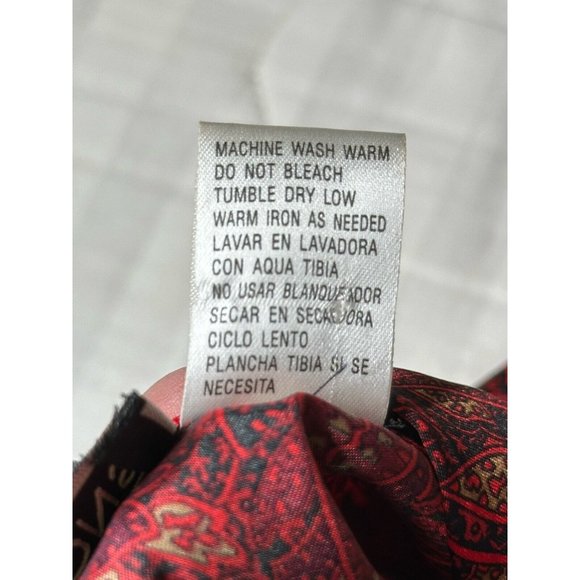 MACHINE WASH WARM
DO NOT BLEACH
TUMBLE DRY LOW
WARM IRON AS NEEDED
LAVAR EN LAVADORA
CON AQUA TIBIA
NO USAR BLANQUEADOR
SECAR EN SECADORA
CICLO LENTO
PLANCHA TIBIA SI SE
NECESITA